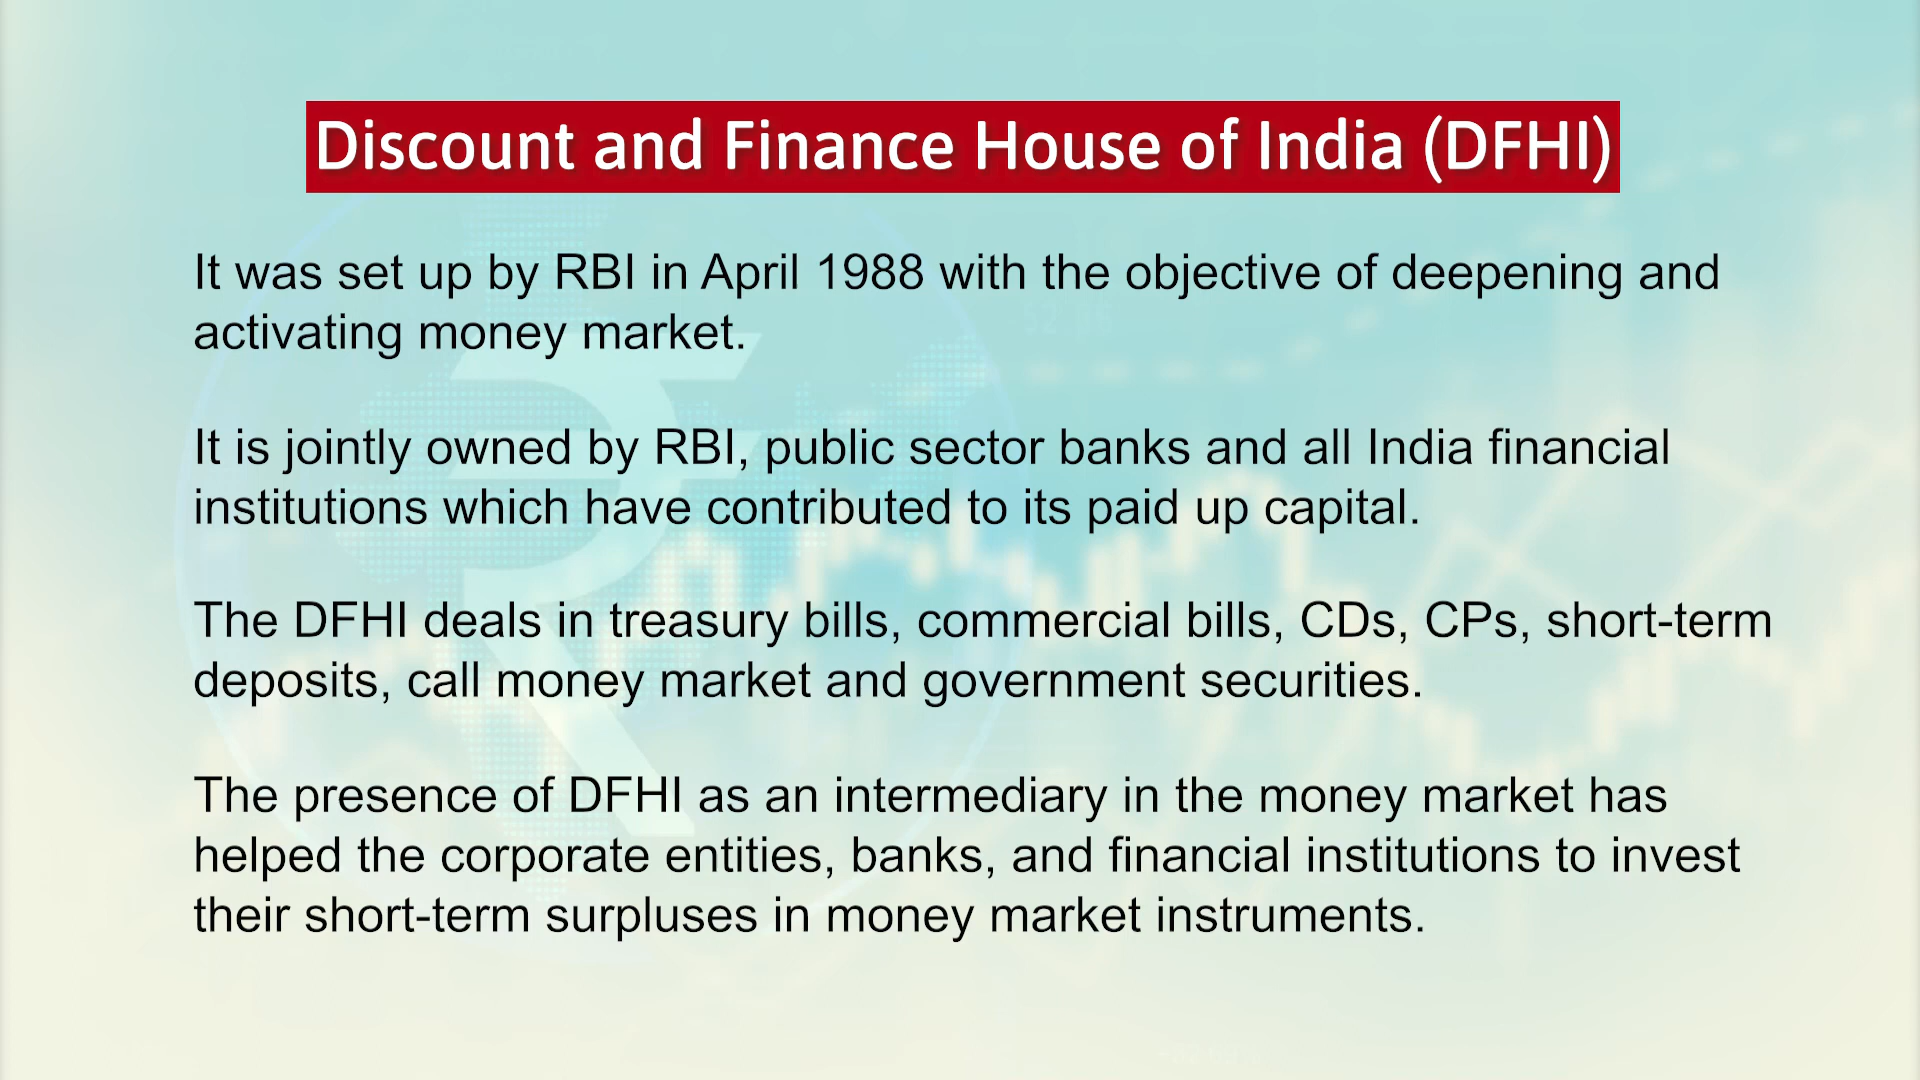 Discount and Finance House of India (DFHI)
It was set up by RBI in April 1988 with the objective of deepening and
activating money market.
It is jointly owned by RBI, public sector banks and all India financial
institutions which have contributed to its paid up capital.
The DFHI deals in treasury bills, commercial bills, CDs, CPs, short-term
deposits, call money market and government securities.
The presence of DFHI as an intermediary in the money market has
helped the corporate entities, banks, and financial institutions to invest
their short-term surpluses in money market instruments.